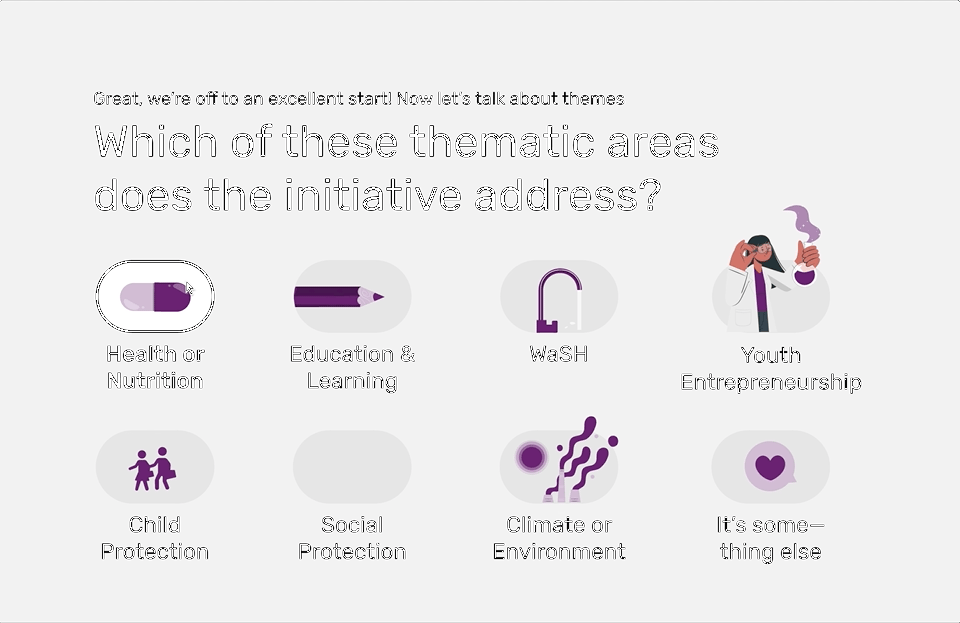 Great, we're off to an excellent start! Now let's talk about themes
Which of these thematic areas
does the initiative address?
Health or
Nutrition
Education &
Learning
WaSH
Youth
Entrepreneurship
Child
Protection
Social
Protection
Climate or
Environment
It's some—
thing else